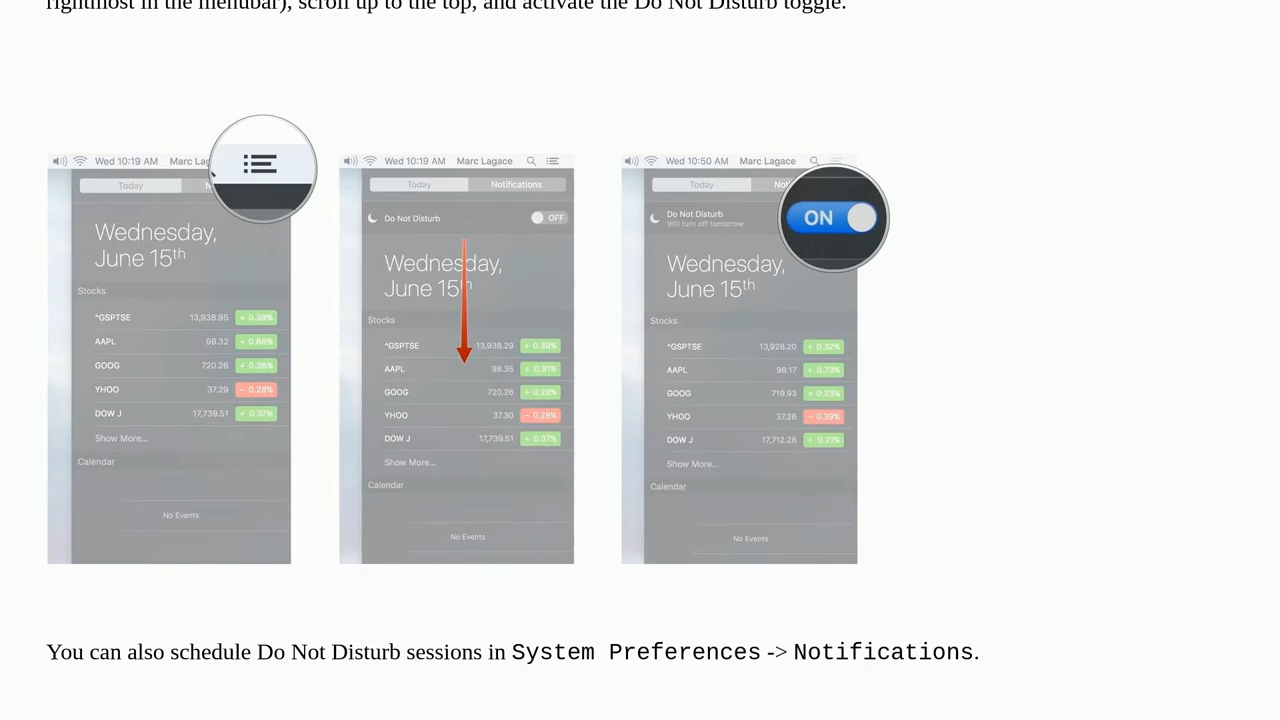 rightmost in the menubar), scroll up to the top, and activate the Do Not Disturb toggle.
Wed 10:19 AM Marc Lag
Today N
Wednesday,
June 15th
Stocks
^GSPTSE 13,938.95 + 0.39%
AAPL 98.32 + 0.88%
GOOG 720.26 + 0.28%
YHOO 37.29 − 0.28%
DOW J 17,739.51 + 0.37%
Show More...
Calendar
No Events
Wed 10:19 AM Marc Lagace
Today Notifications
Do Not Disturb OFF
Wednesday,
June 15th
Stocks
^GSPTSE 13,938.29 + 0.39%
AAPL 98.35 + 0.91%
GOOG 720.26 + 0.28%
YHOO 37.30 − 0.28%
DOW J 17,739.51 + 0.37%
Show More...
Calendar
No Events
Wed 10:50 AM Marc Lagace
Today Not
Do Not Disturb ON
Will turn off tomorrow
Wednesday,
June 15th
Stocks
^GSPTSE 13,928.20 + 0.32%
AAPL 98.17 + 0.73%
GOOG 719.93 + 0.23%
YHOO 37.26 − 0.39%
DOW J 17,712.28 + 0.21%
Show More...
Calendar
No Events
You can also schedule Do Not Disturb sessions in System Preferences -> Notifications.